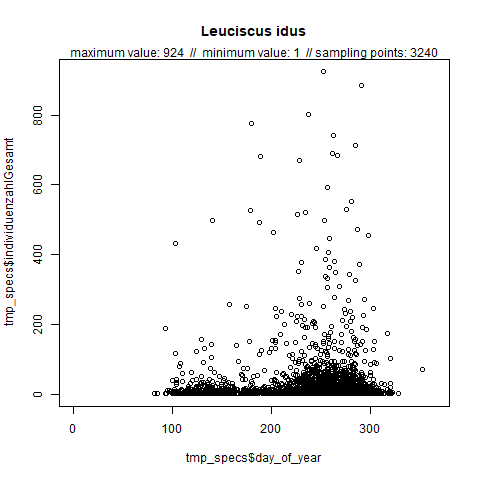 Leuciscus idus
maximum value: 924 // minimum value: 1 // sampling points: 3240
tmp_specs$individuenzahlGesamt
800
600
400
200
0
0 100 200 300
tmp_specs$day_of_year